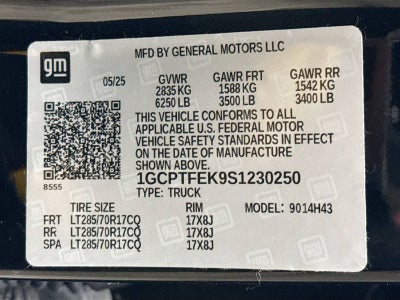 gm
MFD BY GENERAL MOTORS LLC
05/25 GVWR GAWR FRT GAWR RR
2835 KG 1588 KG 1542 KG
6250 LB 3500 LB 3400 LB
THIS VEHICLE CONFORMS TO ALL
APPLICABLE U.S. FEDERAL MOTOR
VEHICLE SAFETY STANDARDS IN EFFECT
ON THE DATE OF MANUFACTURE
SHOWN ABOVE.
8555 1GCPTFEK9S1230250
TYPE: TRUCK
TIRE SIZE RIM MODEL: 9014H43
FRT LT285/70R17CQ 17X8J
RR LT285/70R17CQ 17X8J
SPA LT285/70R17CQ 17X8J